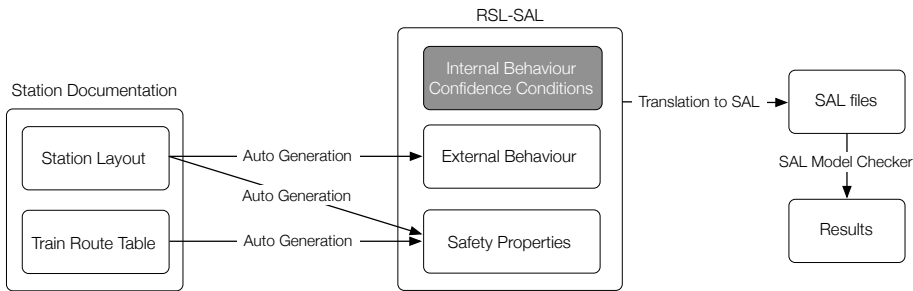 RSL-SAL
Internal Behaviour
Confidence Conditions
Station Documentation
Translation to SAL
SAL files
Station Layout
Auto Generation
External Behaviour
SAL Model Checker
Auto Generation
Train Route Table
Auto Generation
Safety Properties
Results